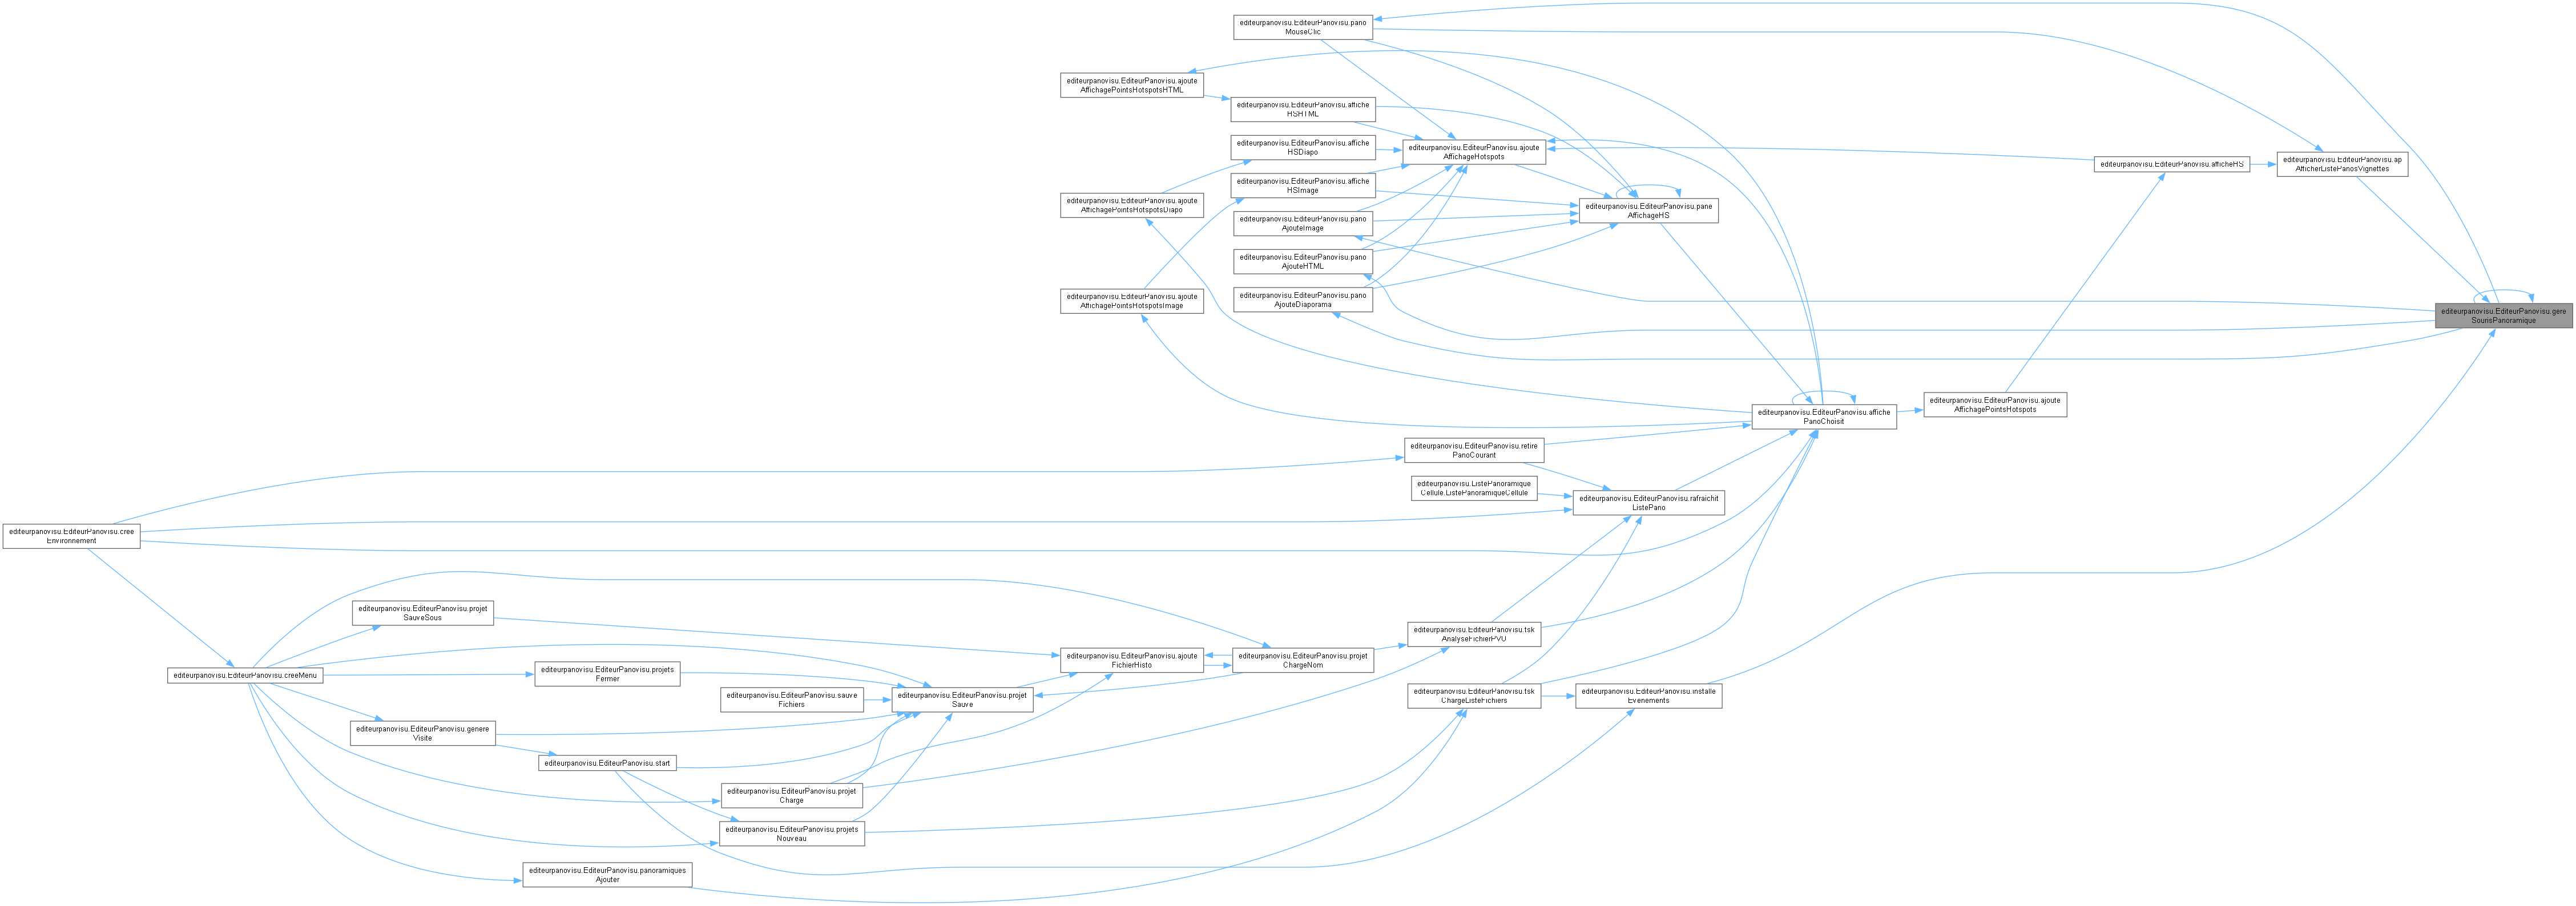 editeurpanovisu.EditeurPanovisu.pano
MouseClic
editeurpanovisu.EditeurPanovisu.ajoute
AffichagePointsHotspotsHTML
editeurpanovisu.EditeurPanovisu.affiche
HSHTML
editeurpanovisu.EditeurPanovisu.affiche
HSDiapo
editeurpanovisu.EditeurPanovisu.ajoute
AffichageHotspots
editeurpanovisu.EditeurPanovisu.afficheHS
editeurpanovisu.EditeurPanovisu.ap
AfficherListePanosVignettes
editeurpanovisu.EditeurPanovisu.affiche
HSImage
editeurpanovisu.EditeurPanovisu.ajoute
AffichagePointsHotspotsDiapo
editeurpanovisu.EditeurPanovisu.pane
AffichageHS
editeurpanovisu.EditeurPanovisu.pano
AjouteImage
editeurpanovisu.EditeurPanovisu.pano
AjouteHTML
editeurpanovisu.EditeurPanovisu.ajoute
AffichagePointsHotspotsImage
editeurpanovisu.EditeurPanovisu.pano
AjouteDiaporama
editeurpanovisu.EditeurPanovisu.gere
SourisPanoramique
editeurpanovisu.EditeurPanovisu.ajoute
AffichagePointsHotspots
editeurpanovisu.EditeurPanovisu.affiche
PanoChoisit
editeurpanovisu.EditeurPanovisu.retire
PanoCourant
editeurpanovisu.ListePanoramique
Cellule.ListePanoramiqueCellule
editeurpanovisu.EditeurPanovisu.rafraichit
ListePano
editeurpanovisu.EditeurPanovisu.cree
Environnement
editeurpanovisu.EditeurPanovisu.projet
SauveSous
editeurpanovisu.EditeurPanovisu.tsk
AnalyseFichierPVU
editeurpanovisu.EditeurPanovisu.ajoute
FichierHisto
editeurpanovisu.EditeurPanovisu.projet
ChargeNom
editeurpanovisu.EditeurPanovisu.creeMenu
editeurpanovisu.EditeurPanovisu.projets
Fermer
editeurpanovisu.EditeurPanovisu.sauve
Fichiers
editeurpanovisu.EditeurPanovisu.projet
Sauve
editeurpanovisu.EditeurPanovisu.tsk
ChargeListeFichiers
editeurpanovisu.EditeurPanovisu.installe
Evenements
editeurpanovisu.EditeurPanovisu.genere
Visite
editeurpanovisu.EditeurPanovisu.start
editeurpanovisu.EditeurPanovisu.projet
Charge
editeurpanovisu.EditeurPanovisu.projets
Nouveau
editeurpanovisu.EditeurPanovisu.panoramiques
Ajouter